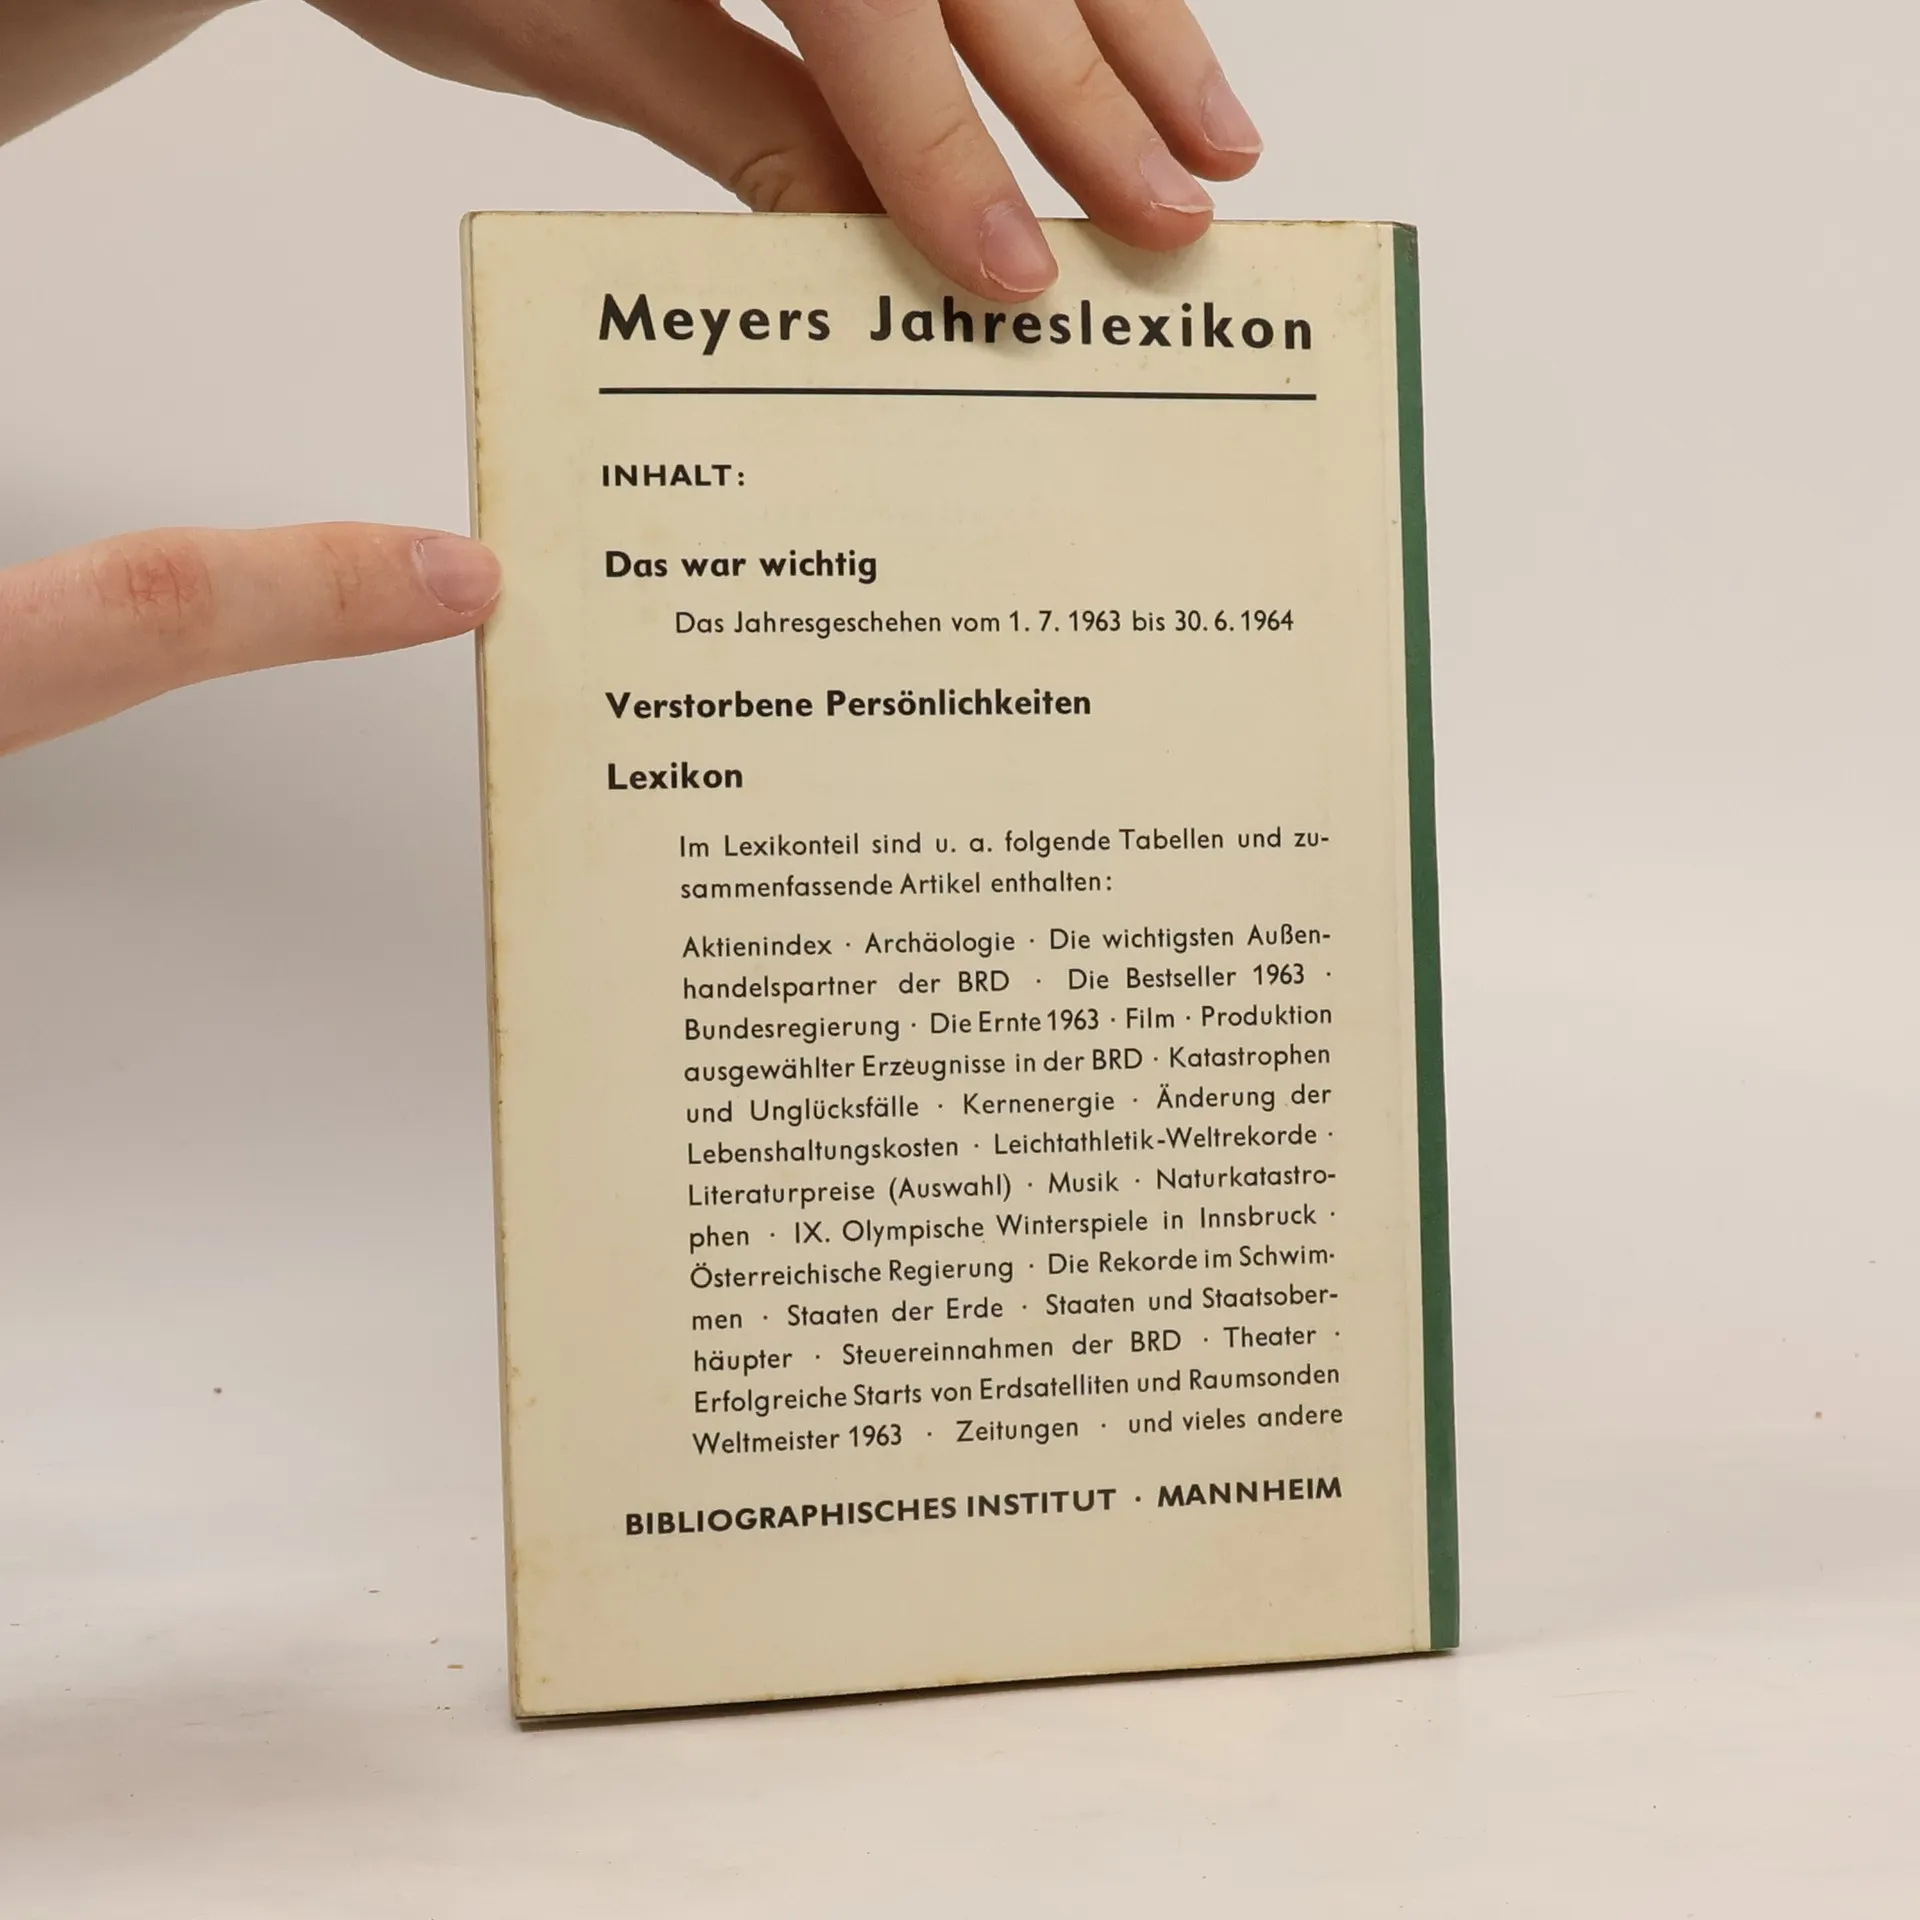 Meyers Jahreslexikon
INHALT:
Das war wichtig
Das Jahresgeschehen vom 1. 7. 1963 bis 30. 6. 1964
Verstorbene Persönlichkeiten
Lexikon
Im Lexikonteil sind u. a. folgende Tabellen und zu-
sammenfassende Artikel enthalten:
Aktienindex · Archäologie · Die wichtigsten Außen-
handelspartner der BRD · Die Bestseller 1963 ·
Bundesregierung · Die Ernte 1963 · Film · Produktion
ausgewählter Erzeugnisse in der BRD · Katastrophen
und Unglücksfälle · Kernenergie · Änderung der
Lebenshaltungskosten · Leichtathletik-Weltrekorde ·
Literaturpreise (Auswahl) · Musik · Naturkatastro-
phen · IX. Olympische Winterspiele in Innsbruck ·
Österreichische Regierung · Die Rekorde im Schwim-
men · Staaten der Erde · Staaten und Staatsober-
häupter · Steuereinnahmen der BRD · Theater ·
Erfolgreiche Starts von Erdsatelliten und Raumsonden
Weltmeister 1963 · Zeitungen · und vieles andere
BIBLIOGRAPHISCHES INSTITUT · MANNHEIM